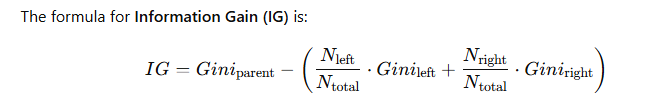 The formula for Information Gain (IG) is:
IG = Gini_parent − ( N_left / N_total · Gini_left + N_right / N_total · Gini_right )